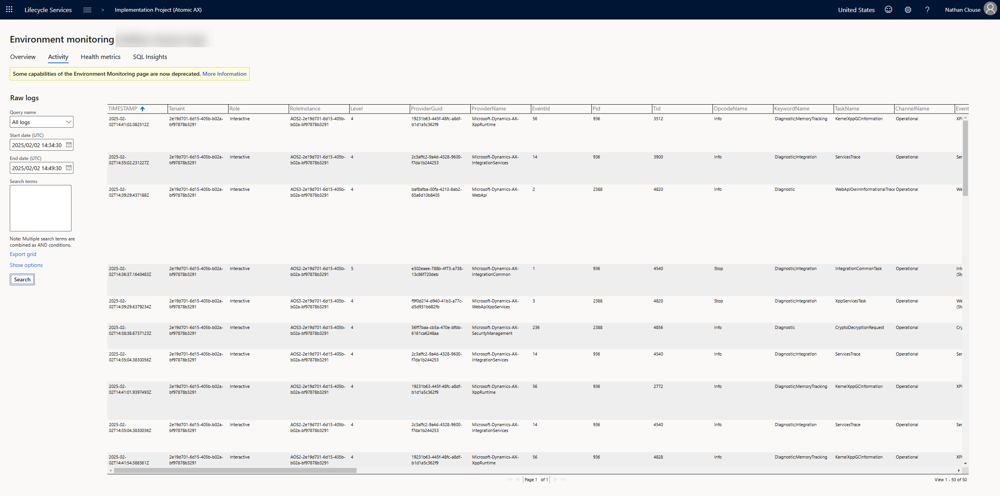 Lifecycle Services > Implementation Project (Atomic AX) United States ? Nathan Clouse
Environment monitoring
Overview Activity Health metrics SQL Insights
Some capabilities of the Environment Monitoring page are now deprecated. More Information
Raw logs
Query name
All logs
Start date (UTC)
2025/02/02 14:34:30
End date (UTC)
2025/02/02 14:49:30
Search terms
Note: Multiple search terms are
combined as AND conditions.
Export grid
Show options
Search
TIMESTAMP Tenant Role RoleInstance Level ProviderGuid ProviderName EventId Pid Tid OpcodeName KeywordName TaskName ChannelName Event
2025-02- 2e19d701-6d15-405b-b02a- Interactive AOS2-2e19d701-6d15-405b- 4 19231b63-445f-48fc-a8df- Microsoft-Dynamics-AX- 56 936 3512 Info Diagnostic;MemoryTracking KernelXppGCInformation Operational XPI
02T14:41:02.082512Z bf97878b3291 b02a-bf97878b3291 b1d1a5c362f9 XppRuntime
2025-02- 2e19d701-6d15-405b-b02a- Interactive AOS2-2e19d701-6d15-405b- 4 2c3affc2-9a4d-4328-9600- Microsoft-Dynamics-AX- 14 936 3900 Info Diagnostic;Integration ServicesTrace Operational Ser
02T14:35:02.231227Z bf97878b3291 b02a-bf97878b3291 f7da1b244253 IntegrationServices
2025-02- 2e19d701-6d15-405b-b02a- Interactive AOS3-2e19d701-6d15-405b- 4 baf8afba-00fa-4210-8ab2- Microsoft-Dynamics-AX- 2 2388 4820 Info Diagnostic WebApiOwinInformationalTrace Operational We
02T14:39:29.437188Z bf97878b3291 b02a-bf97878b3291 85a6d10b8405 WebApi
2025-02- 2e19d701-6d15-405b-b02a- Interactive AOS2-2e19d701-6d15-405b- 5 e302eaee-788b-4f73-a738- Microsoft-Dynamics-AX- 1 936 4540 Stop Diagnostic;Integration IntegrationCommonTask Operational Int
02T14:36:37.1640483Z bf97878b3291 b02a-bf97878b3291 13c86f720deb IntegrationCommon (Sto
2025-02- 2e19d701-6d15-405b-b02a- Interactive AOS3-2e19d701-6d15-405b- 4 f9f0d214-d940-41b3-a77c- Microsoft-Dynamics-AX- 3 2388 4820 Stop Diagnostic;Integration XppServicesTask Operational We
02T14:39:29.6379234Z bf97878b3291 b02a-bf97878b3291 d5d931bb82fb WebApiXppServices (Sto
2025-02- 2e19d701-6d15-405b-b02a- Interactive AOS3-2e19d701-6d15-405b- 4 56ff7baa-cb5a-470e-bfbb- Microsoft-Dynamics-AX- 236 2388 4856 Info Diagnostic CryptoDecryptionRequest Operational Cry
02T14:38:38.6737123Z bf97878b3291 b02a-bf97878b3291 6161ca6248aa SecurityManagement
2025-02- 2e19d701-6d15-405b-b02a- Interactive AOS2-2e19d701-6d15-405b- 4 2c3affc2-9a4d-4328-9600- Microsoft-Dynamics-AX- 14 936 4540 Info Diagnostic;Integration ServicesTrace Operational Ser
02T14:35:04.3830056Z bf97878b3291 b02a-bf97878b3291 f7da1b244253 IntegrationServices
2025-02- 2e19d701-6d15-405b-b02a- Interactive AOS2-2e19d701-6d15-405b- 4 19231b63-445f-48fc-a8df- Microsoft-Dynamics-AX- 56 936 2772 Info Diagnostic;MemoryTracking KernelXppGCInformation Operational XPI
02T14:41:01.9397493Z bf97878b3291 b02a-bf97878b3291 b1d1a5c362f9 XppRuntime
2025-02- 2e19d701-6d15-405b-b02a- Interactive AOS2-2e19d701-6d15-405b- 4 2c3affc2-9a4d-4328-9600- Microsoft-Dynamics-AX- 14 936 4540 Info Diagnostic;Integration ServicesTrace Operational Ser
02T14:35:04.3830036Z bf97878b3291 b02a-bf97878b3291 f7da1b244253 IntegrationServices
2025-02- 2e19d701-6d15-405b-b02a- Interactive AOS2-2e19d701-6d15-405b- 4 19231b63-445f-48fc-a8df- Microsoft-Dynamics-AX- 56 936 4828 Info Diagnostic;MemoryTracking KernelXppGCInformation Operational XPI
02T14:41:54.588361Z bf97878b3291 b02a-bf97878b3291 b1d1a5c362f9 XppRuntime
Page 1 of 1 View 1 - 50 of 50